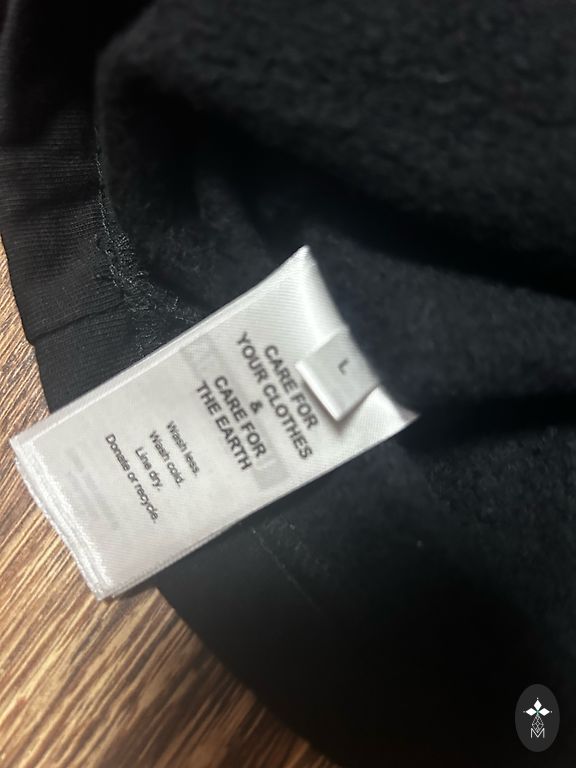 L
CARE FOR
YOUR CLOTHES
&
CARE FOR
THE EARTH
Wash less.
Wash cold.
Line dry.
Donate or recycle.
M